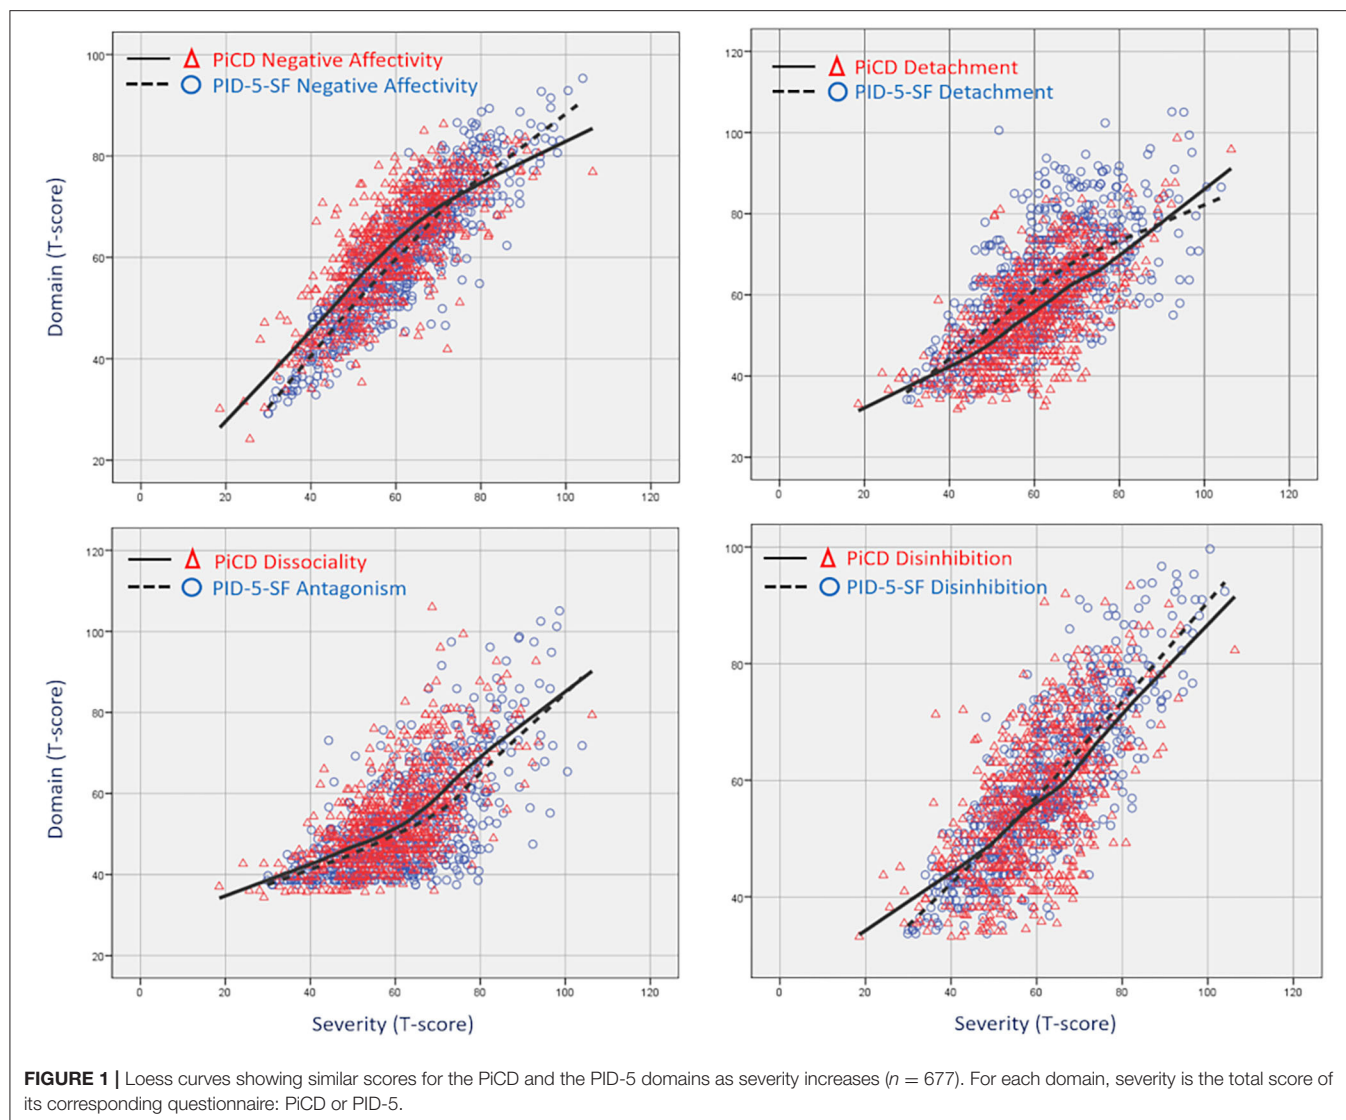 PiCD Negative Affectivity
PID-5-SF Negative Affectivity
Domain (T-score)
100
80
60
40
20
0 20 40 60 80 100 120
PiCD Detachment
PID-5-SF Detachment
120
100
80
60
40
20
0 20 40 60 80 100 120
PiCD Dissociality
PID-5-SF Antagonism
Domain (T-score)
120
100
80
60
40
20
0 20 40 60 80 100 120
Severity (T-score)
PiCD Disinhibition
PID-5-SF Disinhibition
100
80
60
40
0 20 40 60 80 100 120
Severity (T-score)
FIGURE 1 | Loess curves showing similar scores for the PiCD and the PID-5 domains as severity increases (n = 677). For each domain, severity is the total score of
its corresponding questionnaire: PiCD or PID-5.